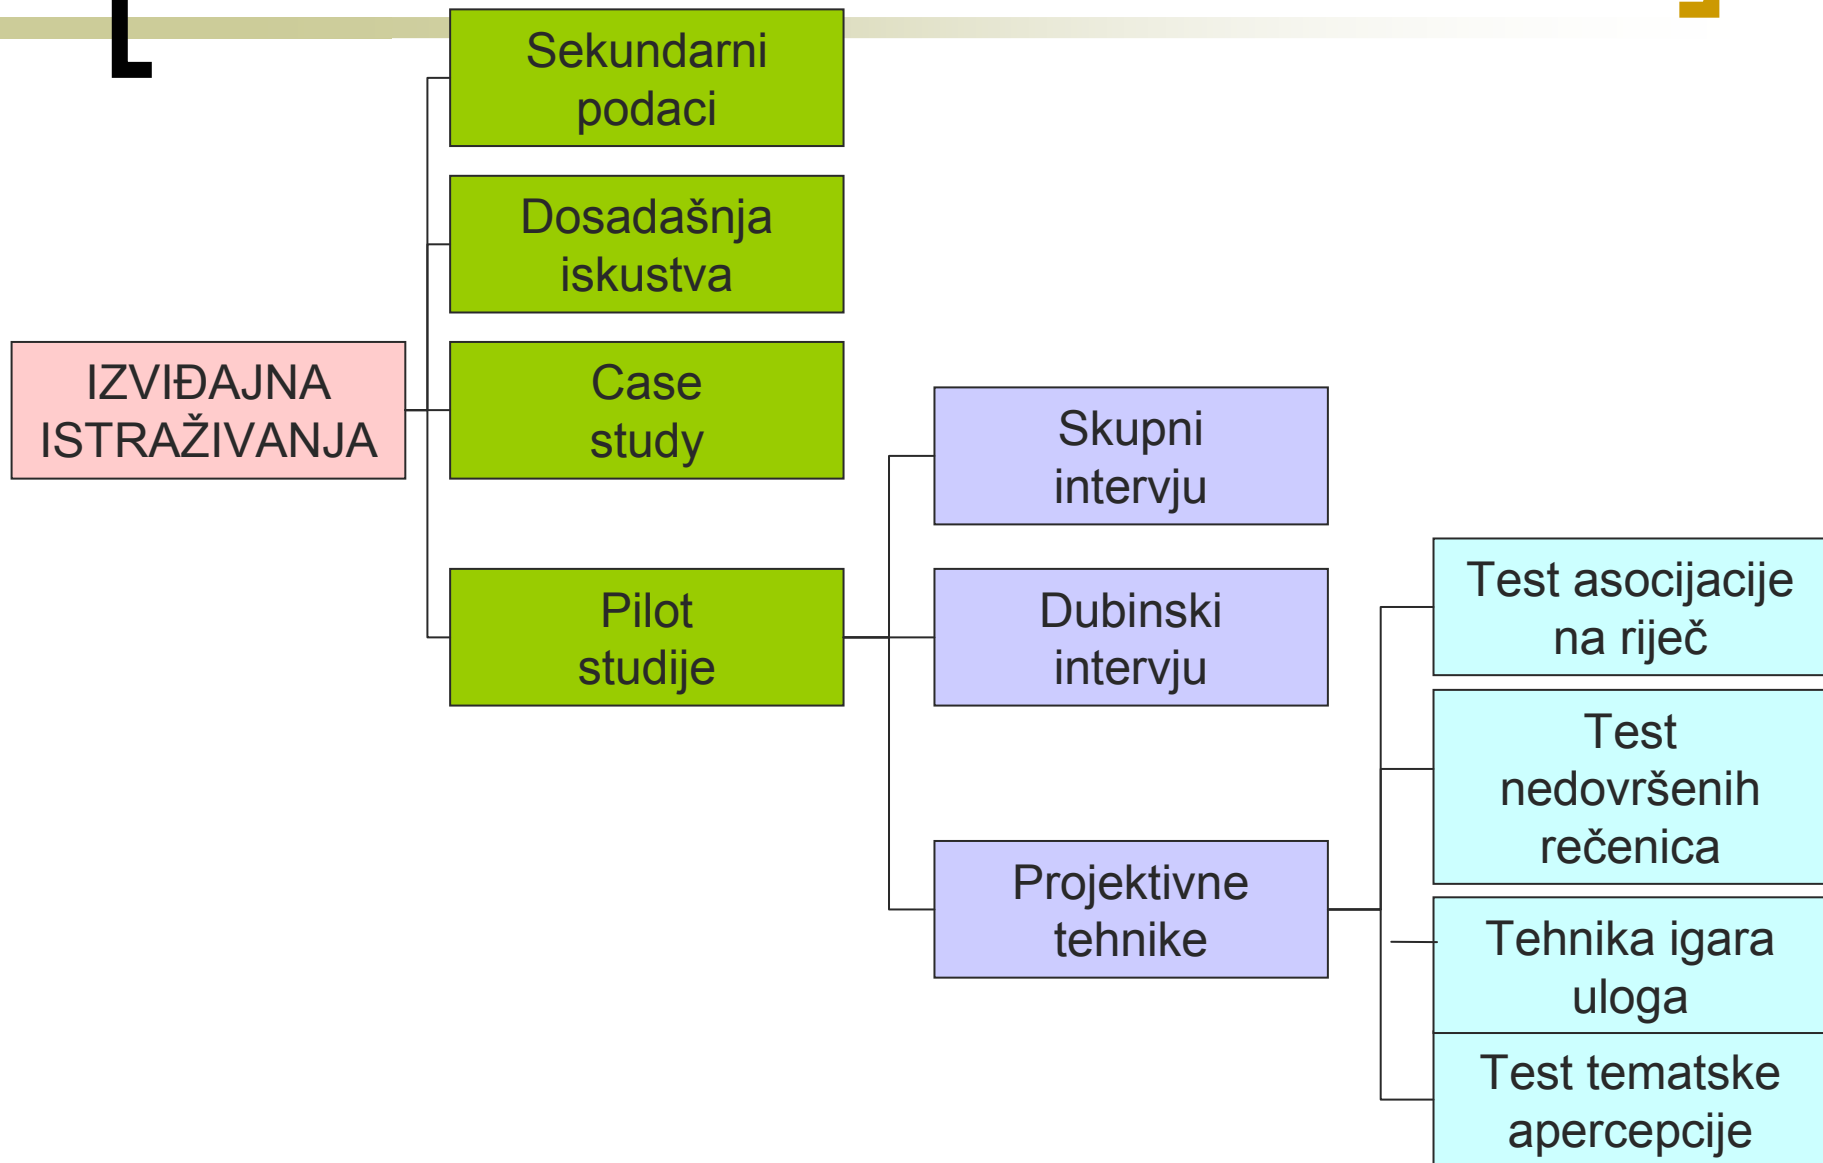 Sekundarni
podaci
Dosadašnja
iskustva
IZVIĐAJNA
ISTRAŽIVANJA
Case
study
Pilot
studije
Skupni
intervju
Dubinski
intervju
Projektivne
tehnike
Test asocijacije
na riječ
Test
nedovršenih
rečenica
Tehnika igara
uloga
Test tematske
apercepcije